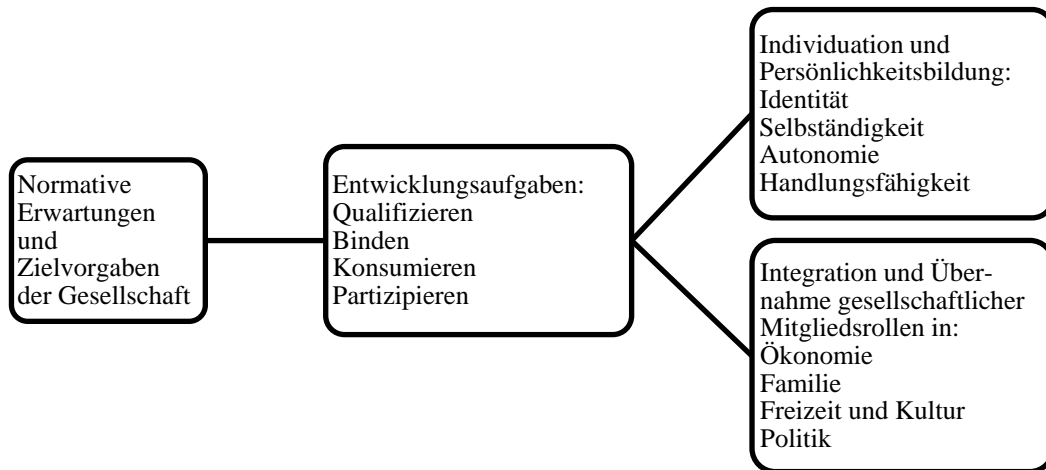 Normative
Erwartungen
und
Zielvorgaben
der Gesellschaft
Entwicklungsaufgaben:
Qualifizieren
Binden
Konsumieren
Partizipieren
Individuation und
Persönlichkeitsbildung:
Identität
Selbständigkeit
Autonomie
Handlungsfähigkeit
Integration und Über-
nahme gesellschaftlicher
Mitgliedsrollen in:
Ökonomie
Familie
Freizeit und Kultur
Politik